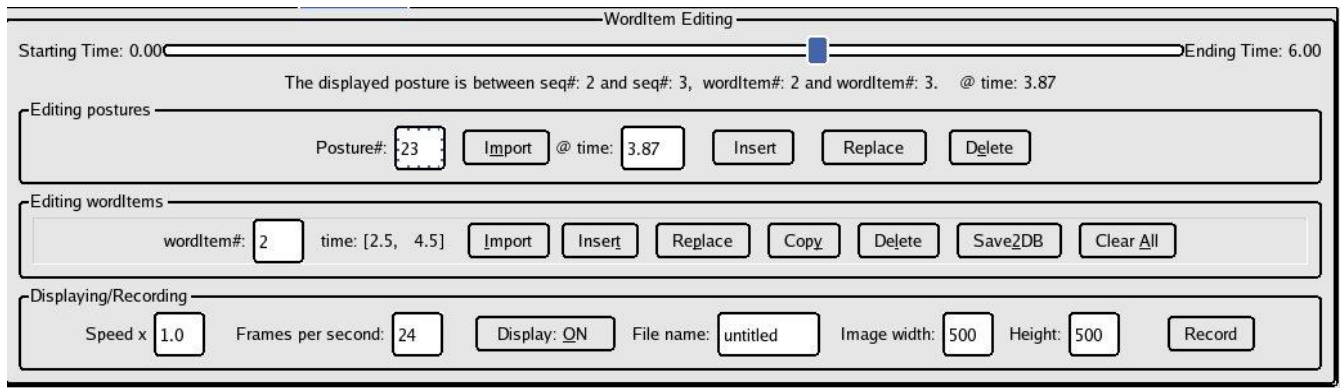 WordItem Editing
Starting Time: 0.00 Ending Time: 6.00
The displayed posture is between seq#: 2 and seq#: 3, wordItem#: 2 and wordItem#: 3. @ time: 3.87
Editing postures
Posture#: 23 Import @ time: 3.87 Insert Replace Delete
Editing wordItems
wordItem#: 2 time: [2.5, 4.5] Import Insert Replace Copy Delete Save2DB Clear All
Displaying/Recording
Speed x 1.0 Frames per second: 24 Display: ON File name: untitled Image width: 500 Height: 500 Record